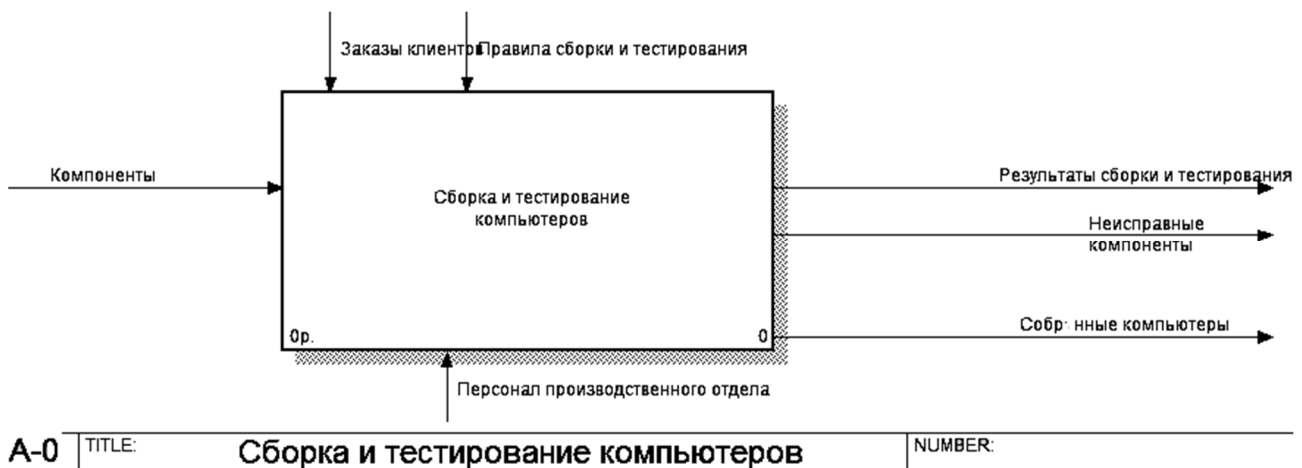 Заказы клиентов
Правила сборки и тестирования
Компоненты
Сборка и тестирование
компьютеров
Результаты сборки и тестирования
Неисправные
компоненты
Собранные компьютеры
0р.
0
Персонал производственного отдела
A-0
TITLE:
Сборка и тестирование компьютеров
NUMBER: